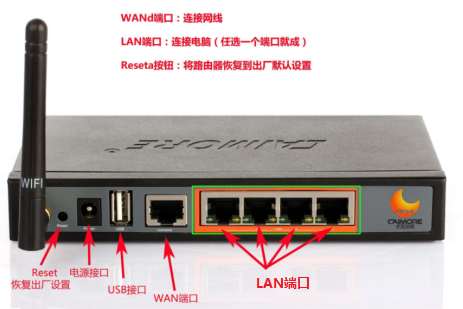 WANd端口：连接网线
LAN端口：连接电脑（任选一个端口就成）
Reseta按钮：将路由器恢复到出厂默认设置
CAIMORE
WIFI
Reset
USB
LAN
CAIMORE
Reset
恢复出厂设置
电源接口
USB接口
WAN端口
LAN端口